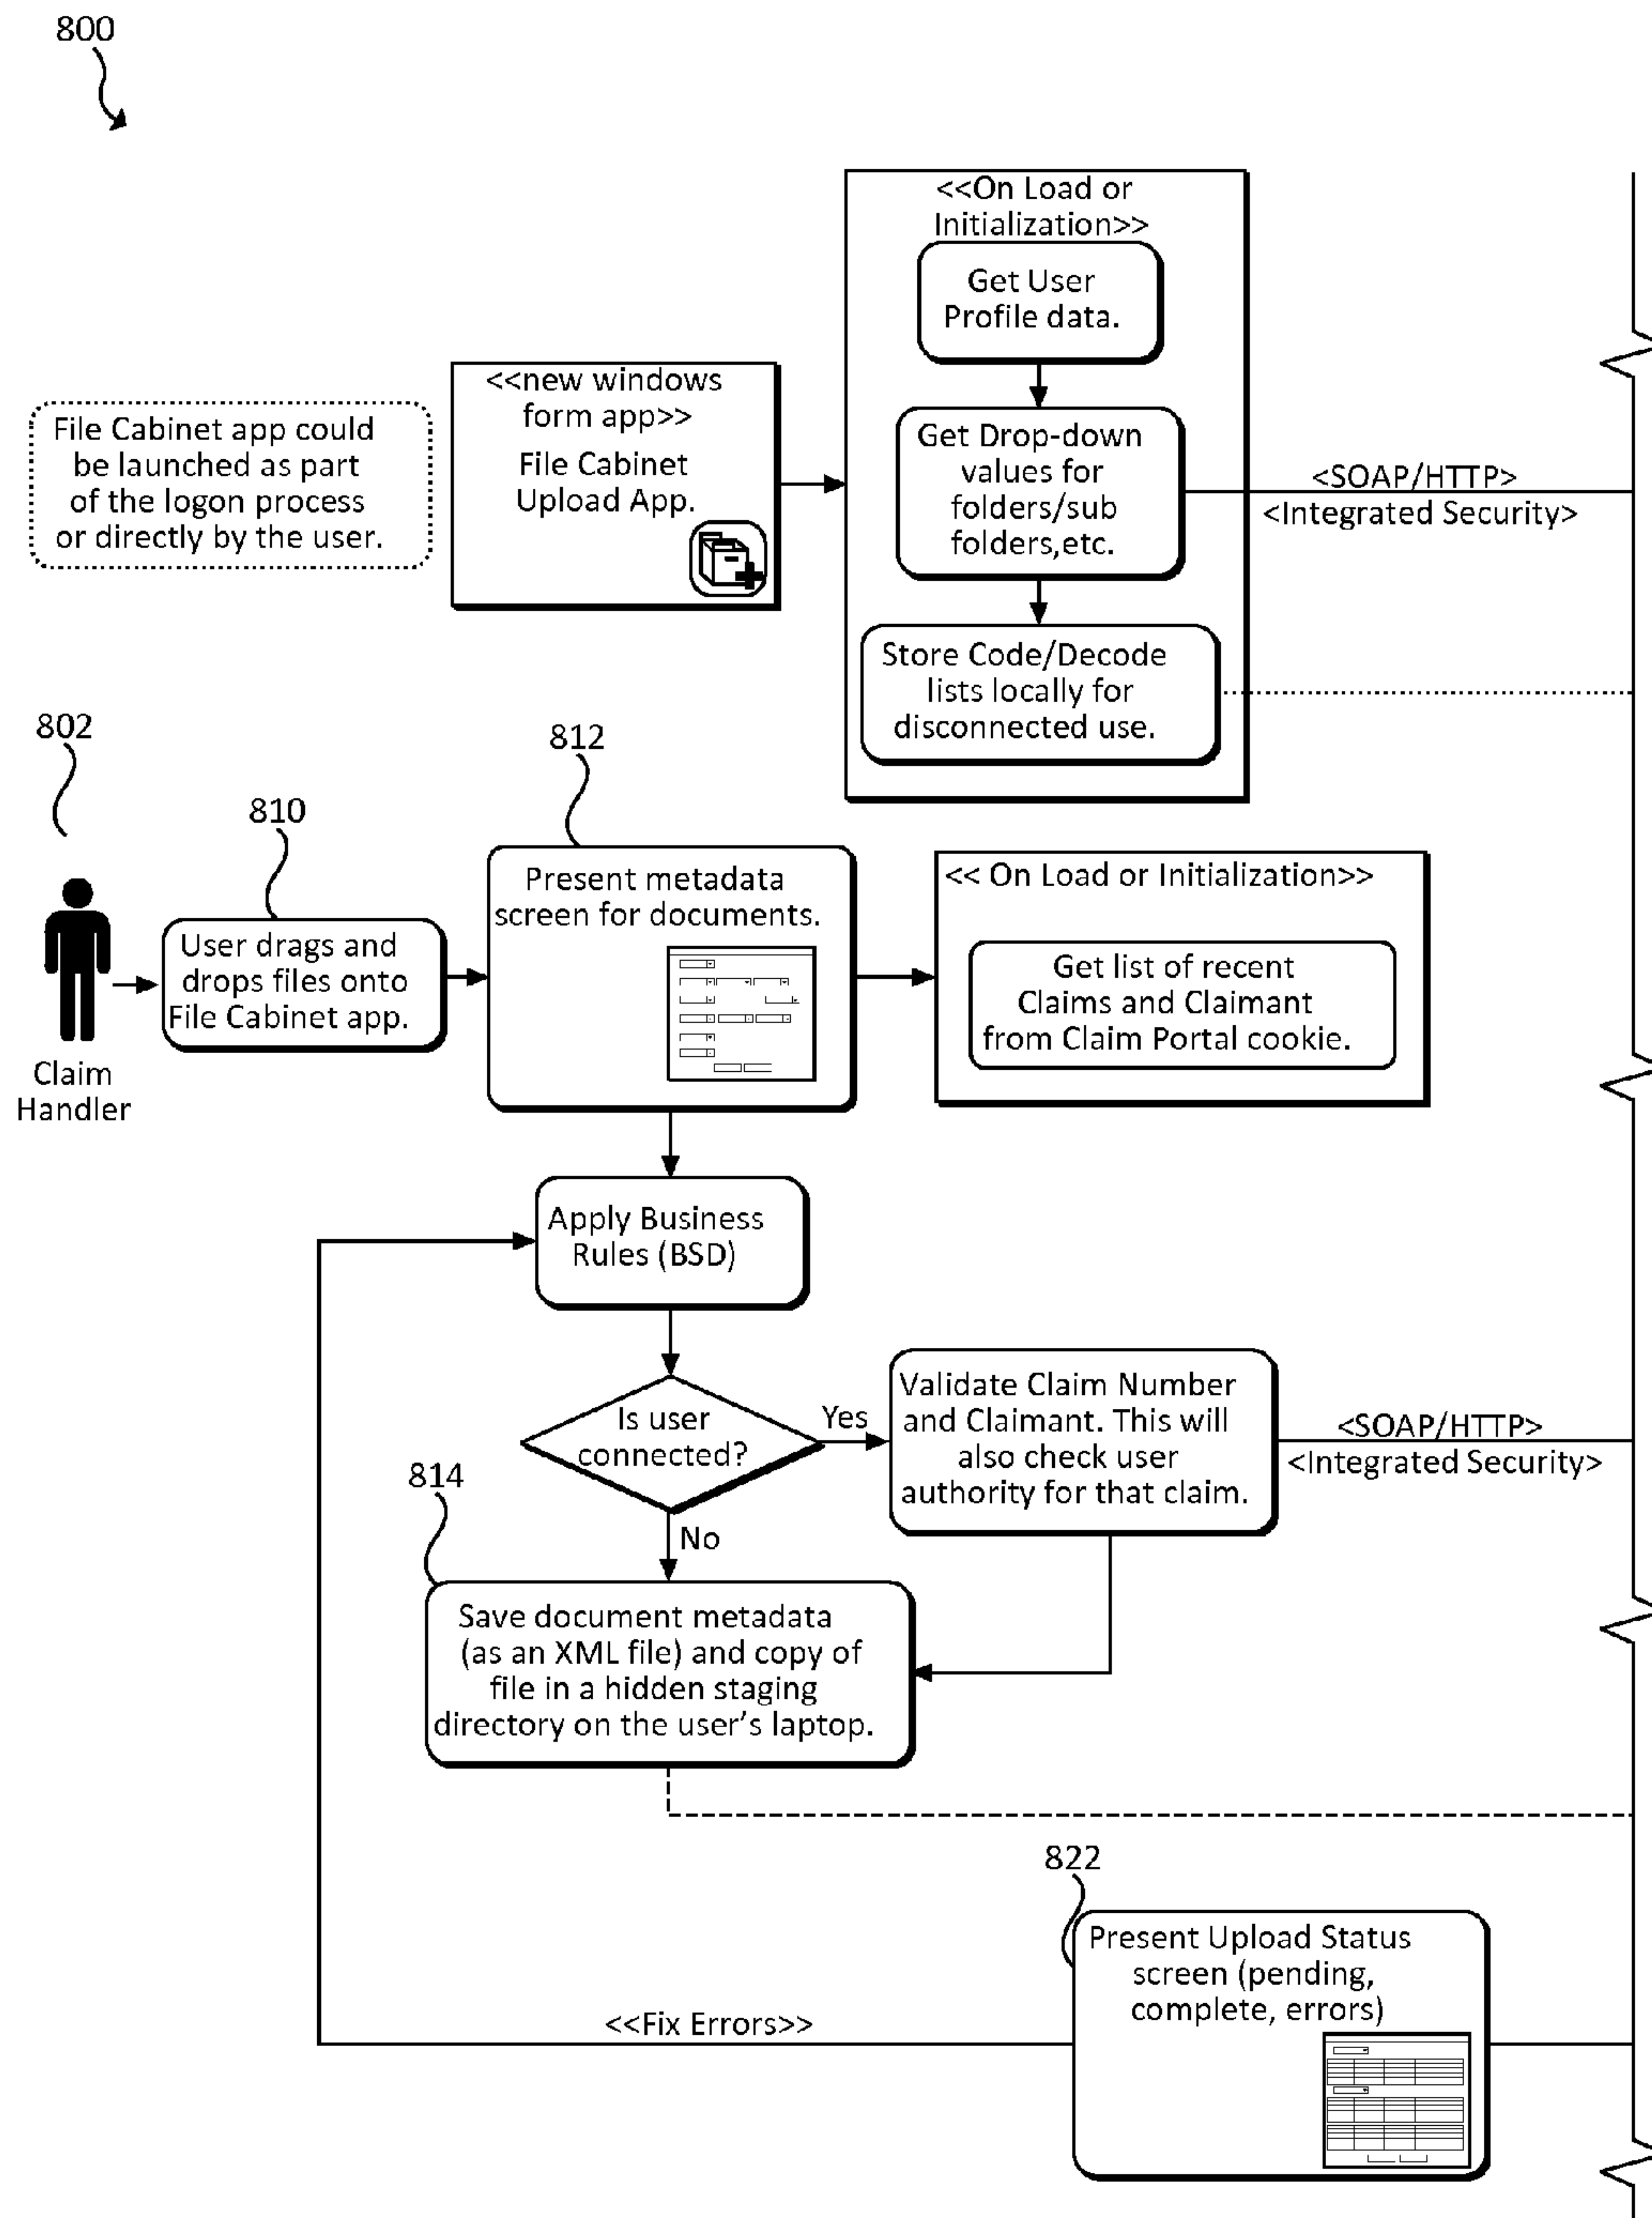 800
<<On Load or
Initialization>>
Get User
Profile data.
<<new windows
form app>>
File Cabinet
Upload App.
File Cabinet app could
be launched as part
of the logon process
or directly by the user.
Get Drop-down
values for
folders/sub
folders,etc.
<SOAP/HTTP>
<Integrated Security>
Store Code/Decode
lists locally for
disconnected use.
802
812
810
Present metadata
screen for documents.
<< On Load or Initialization>>
User drags and
drops files onto
File Cabinet app.
Get list of recent
Claims and Claimant
from Claim Portal cookie.
Claim
Handler
Apply Business
Rules (BSD)
Is user
connected?
Yes
Validate Claim Number
and Claimant. This will
also check user
authority for that claim.
<SOAP/HTTP>
<Integrated Security>
814
No
Save document metadata
(as an XML file) and copy of
file in a hidden staging
directory on the user's laptop.
822
Present Upload Status
screen (pending,
complete, errors)
<<Fix Errors>>